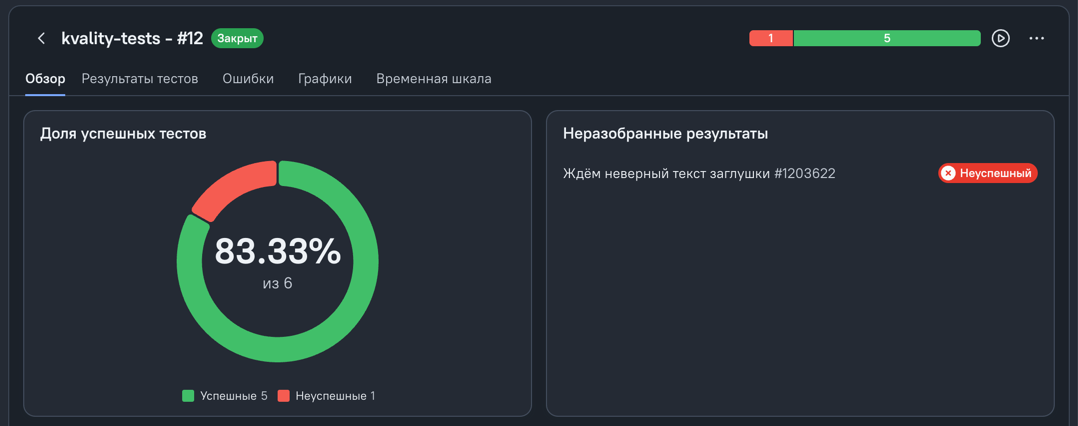 kvality-tests - #12 Закрыт 1 5
Обзор Результаты тестов Ошибки Графики Временная шкала
Доля успешных тестов
83.33%
из 6
Успешные 5 Неуспешные 1
Неразобранные результаты
Ждём неверный текст заглушки #1203622 Неуспешный